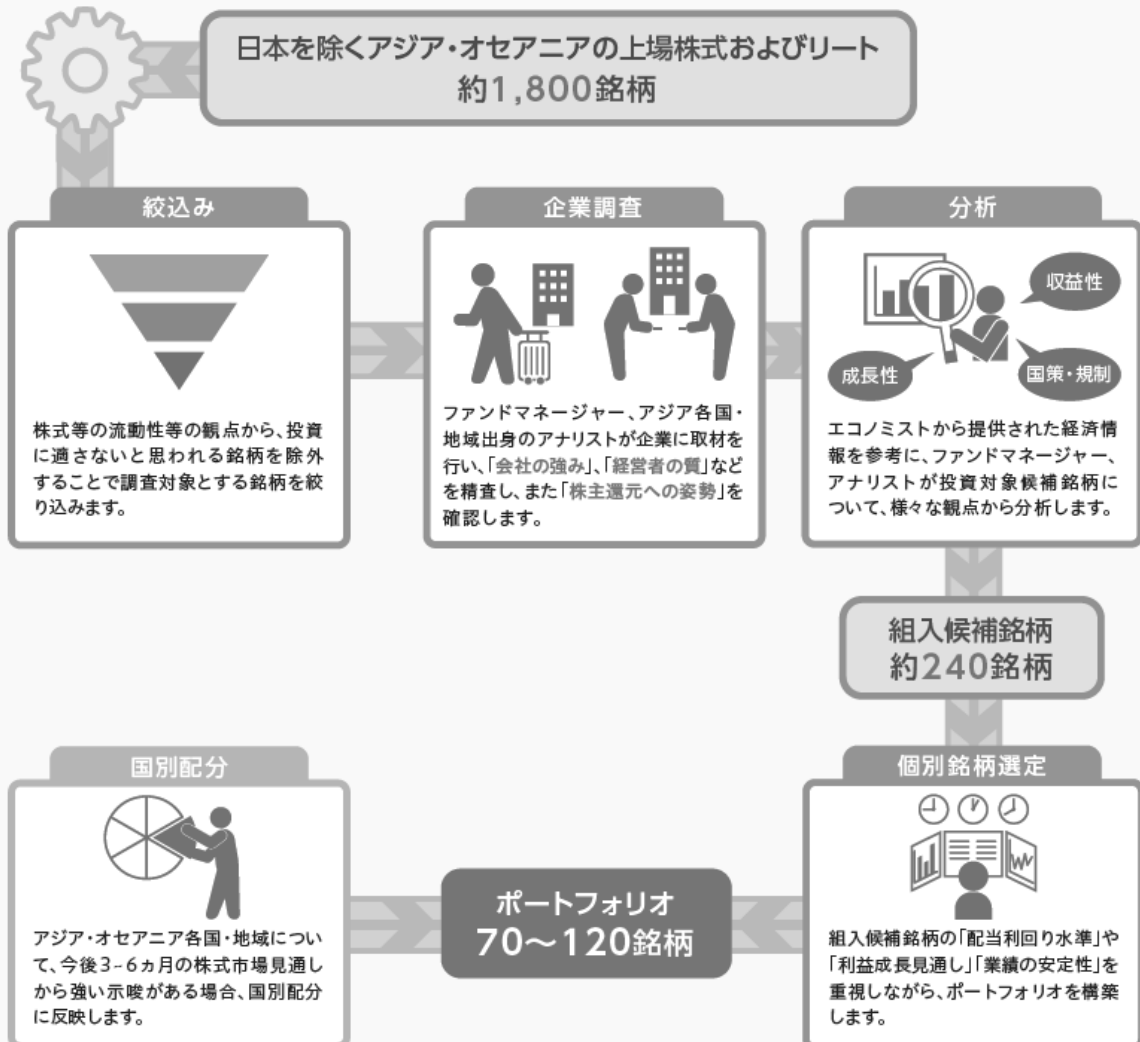 日本を除くアジア・オセアニアの上場株式およびリート
約1,800銘柄
絞込み
株式等の流動性等の観点から、投資
に適さないと思われる銘柄を除外
することで調査対象とする銘柄を絞
り込みます。
企業調査
ファンドマネージャー、アジア各国・
地域出身のアナリストが企業に取材を
行い、「会社の強み」、「経営者の質」など
を精査し、また「株主還元への姿勢」を
確認します。
分析
収益性
成長性
国策・規制
エコノミストから提供された経済情
報を参考に、ファンドマネージャー、
アナリストが投資対象候補銘柄に
ついて、様々な観点から分析します。
組入候補銘柄
約240銘柄
個別銘柄選定
組入候補銘柄の「配当利回り水準」や
「利益成長見通し」「業績の安定性」を
重視しながら、ポートフォリオを構築
します。
ポートフォリオ
70～120銘柄
国別配分
アジア・オセアニア各国・地域につい
て、今後3-6ヵ月の株式市場見通し
から強い示唆がある場合、国別配分
に反映します。